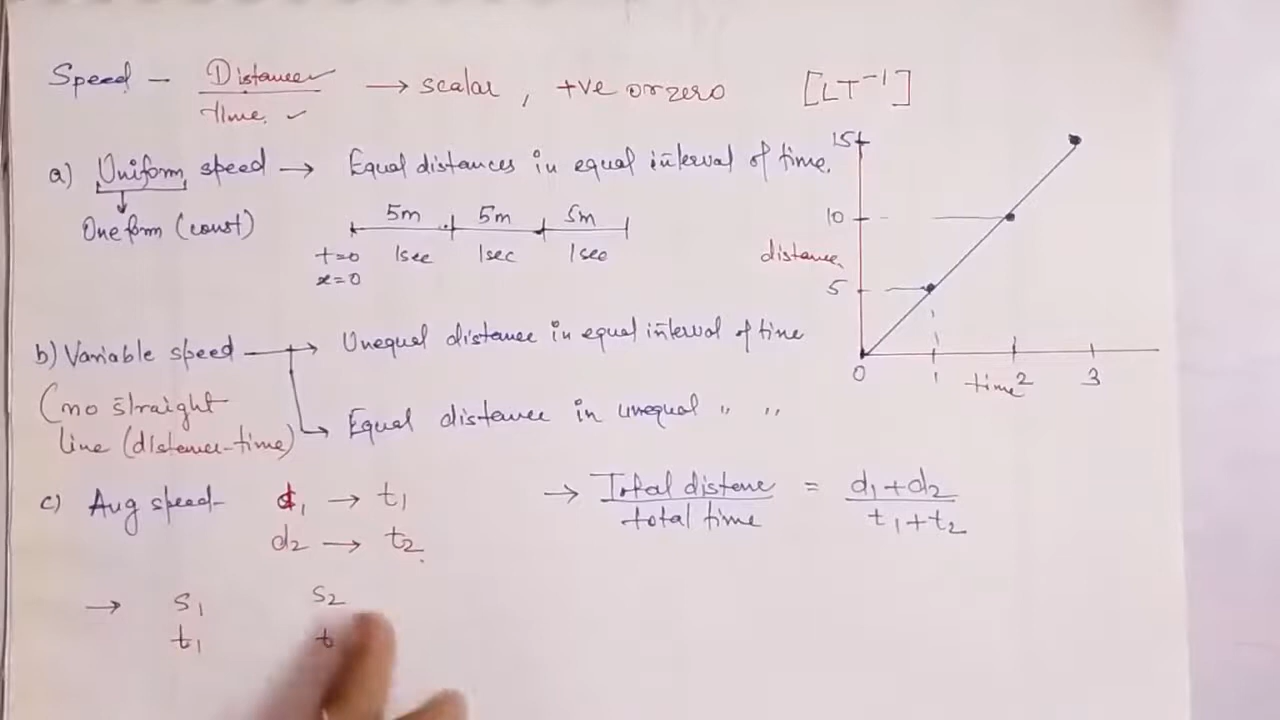 Speed - Distance/Time → scalar, +ve or zero [LT⁻¹]
a) Uniform speed → Equal distances in equal interval of time.
One form (const)
5m 5m 5m
t=0 1sec 1sec 1sec
x=0
15
10
distance
5
0 1 time 2 3
b) Variable speed → Unequal distance in equal interval of time
(no straight
line (distance-time)
→ Equal distance in unequal " "
c) Avg speed- d₁ → t₁
d₂ → t₂
→ Total distence/total time = d₁+d₂/t₁+t₂
→ S₁ S₂
t₁ t